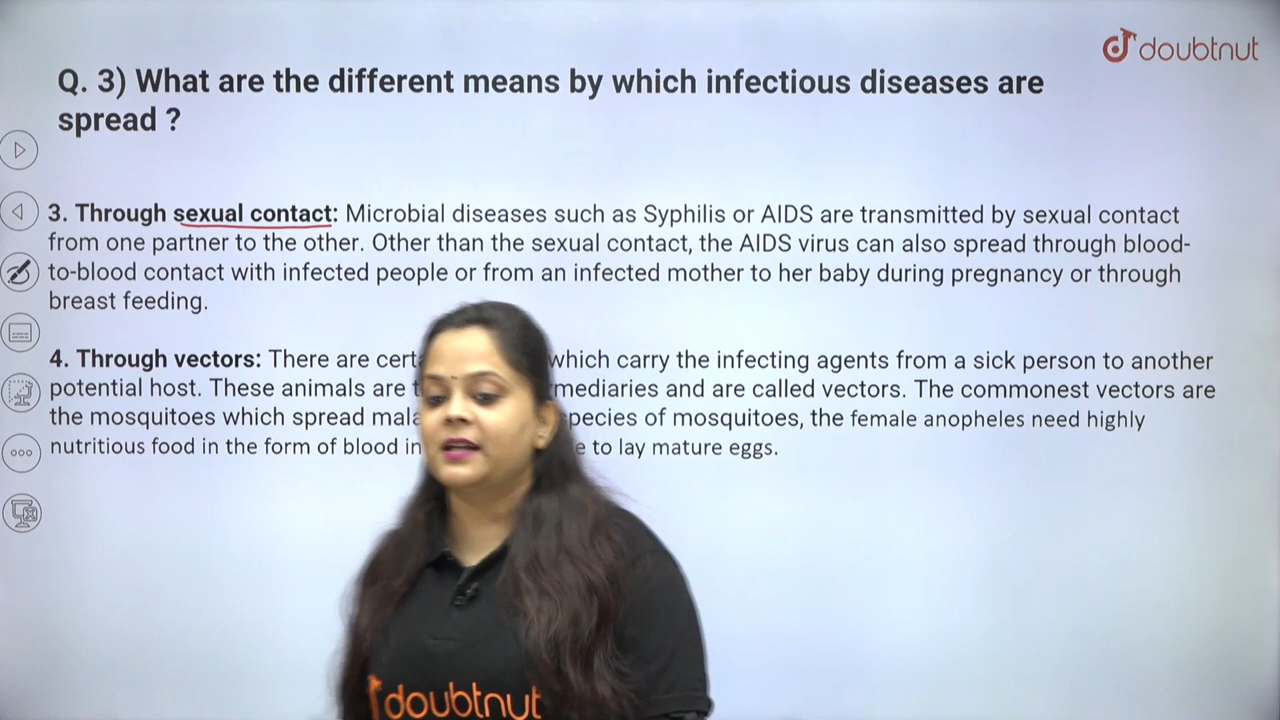 doubtnut
Q. 3) What are the different means by which infectious diseases are
spread ?
3. Through sexual contact: Microbial diseases such as Syphilis or AIDS are transmitted by sexual contact
from one partner to the other. Other than the sexual contact, the AIDS virus can also spread through blood-
to-blood contact with infected people or from an infected mother to her baby during pregnancy or through
breast feeding.
4. Through vectors: There are which carry the infecting agents from a sick person to another
potential host. These animals are and are called vectors. The commonest vectors are
the mosquitoes which spread of mosquitoes, the female anopheles need highly
nutritious food in the form of blood in to lay mature eggs.
doubtnut